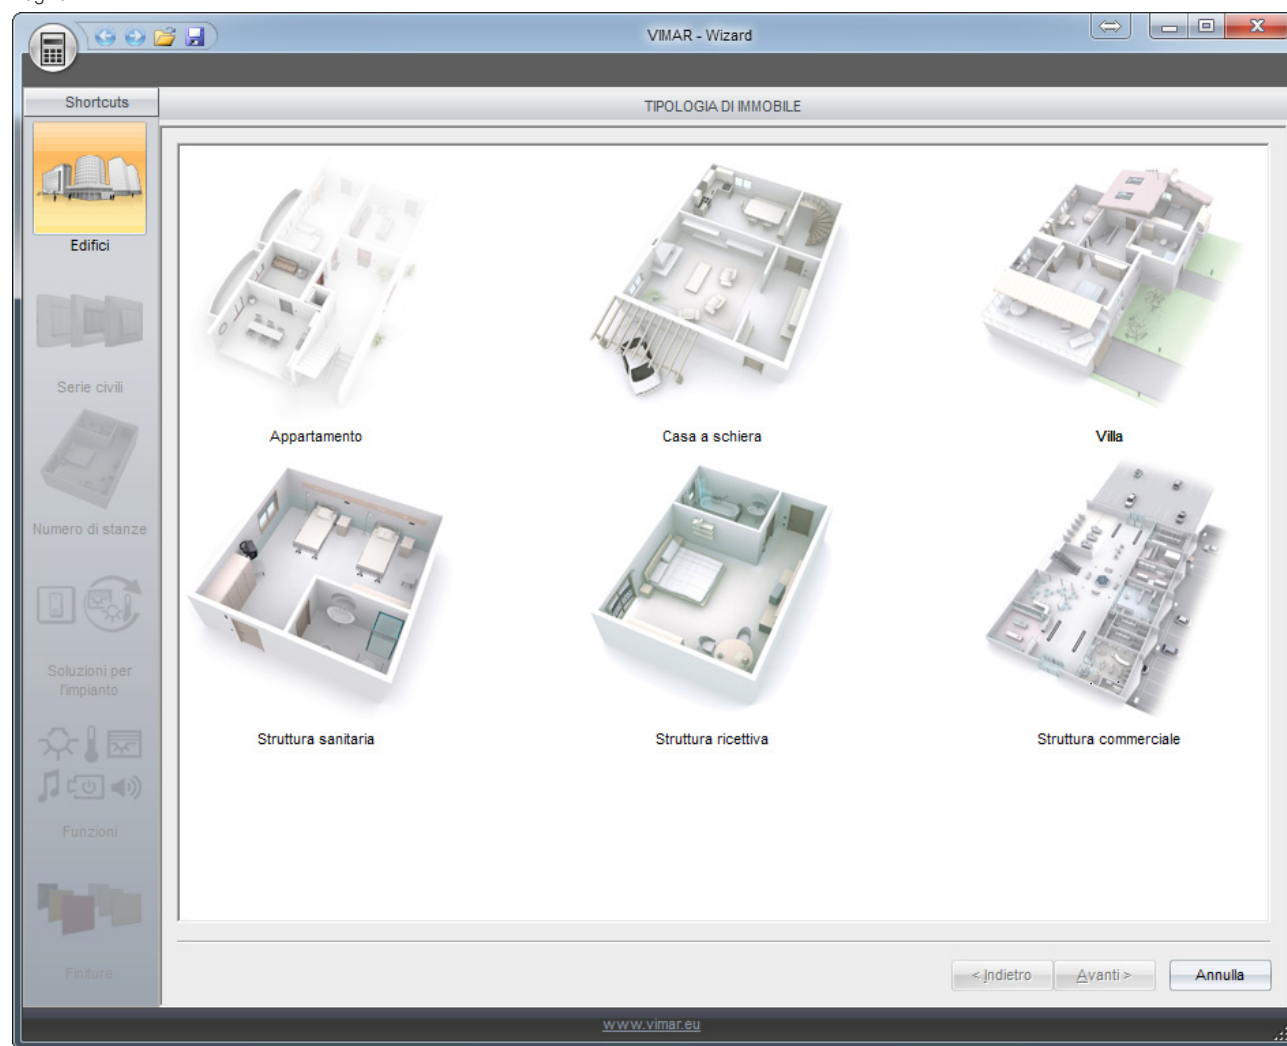 VIMAR - Wizard
Shortcuts
TIPOLOGIA DI IMMOBILE
Edifici
Serie civili
Numero di stanze
Soluzioni per
l'impianto
Funzioni
Finiture
Appartamento
Casa a schiera
Villa
Struttura sanitaria
Struttura ricettiva
Struttura commerciale
< Indietro
Avanti >
Annulla
www.vimar.eu